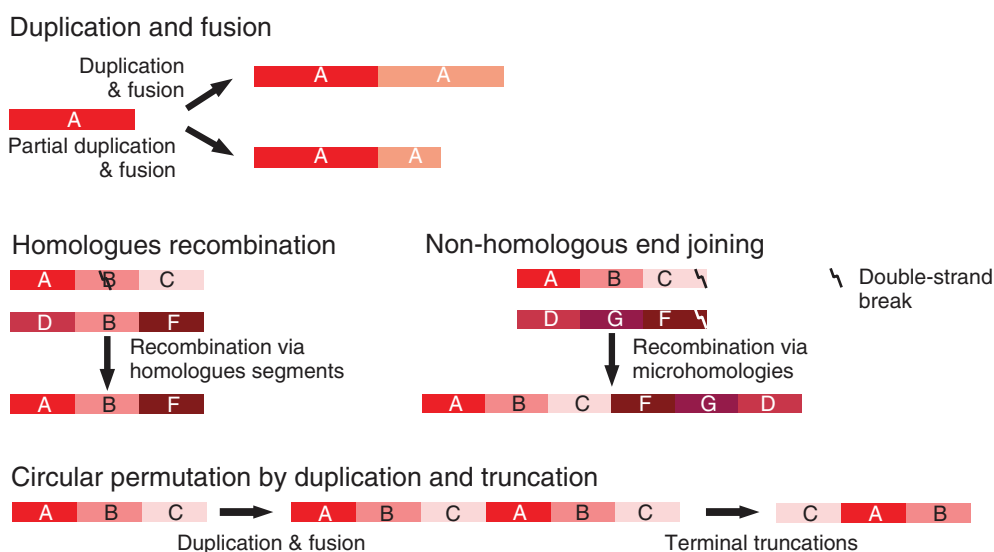 Duplication and fusion
Duplication
& fusion
A A
A
Partial duplication
& fusion
A A
Homologues recombination
A B C
D B F
Recombination via
homologues segments
A B F
Non-homologous end joining
A B C
D G F
Double-strand
break
Recombination via
microhomologies
A B C F G D
Circular permutation by duplication and truncation
A B C
A B C A B C
C A B
Duplication & fusion
Terminal truncations